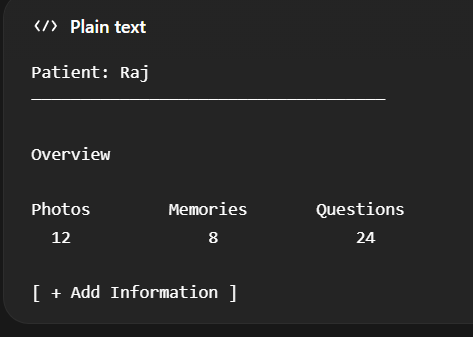 </> Plain text
Patient: Raj
────────────────────────────────────
Overview
Photos Memories Questions
12 8 24
[ + Add Information ]